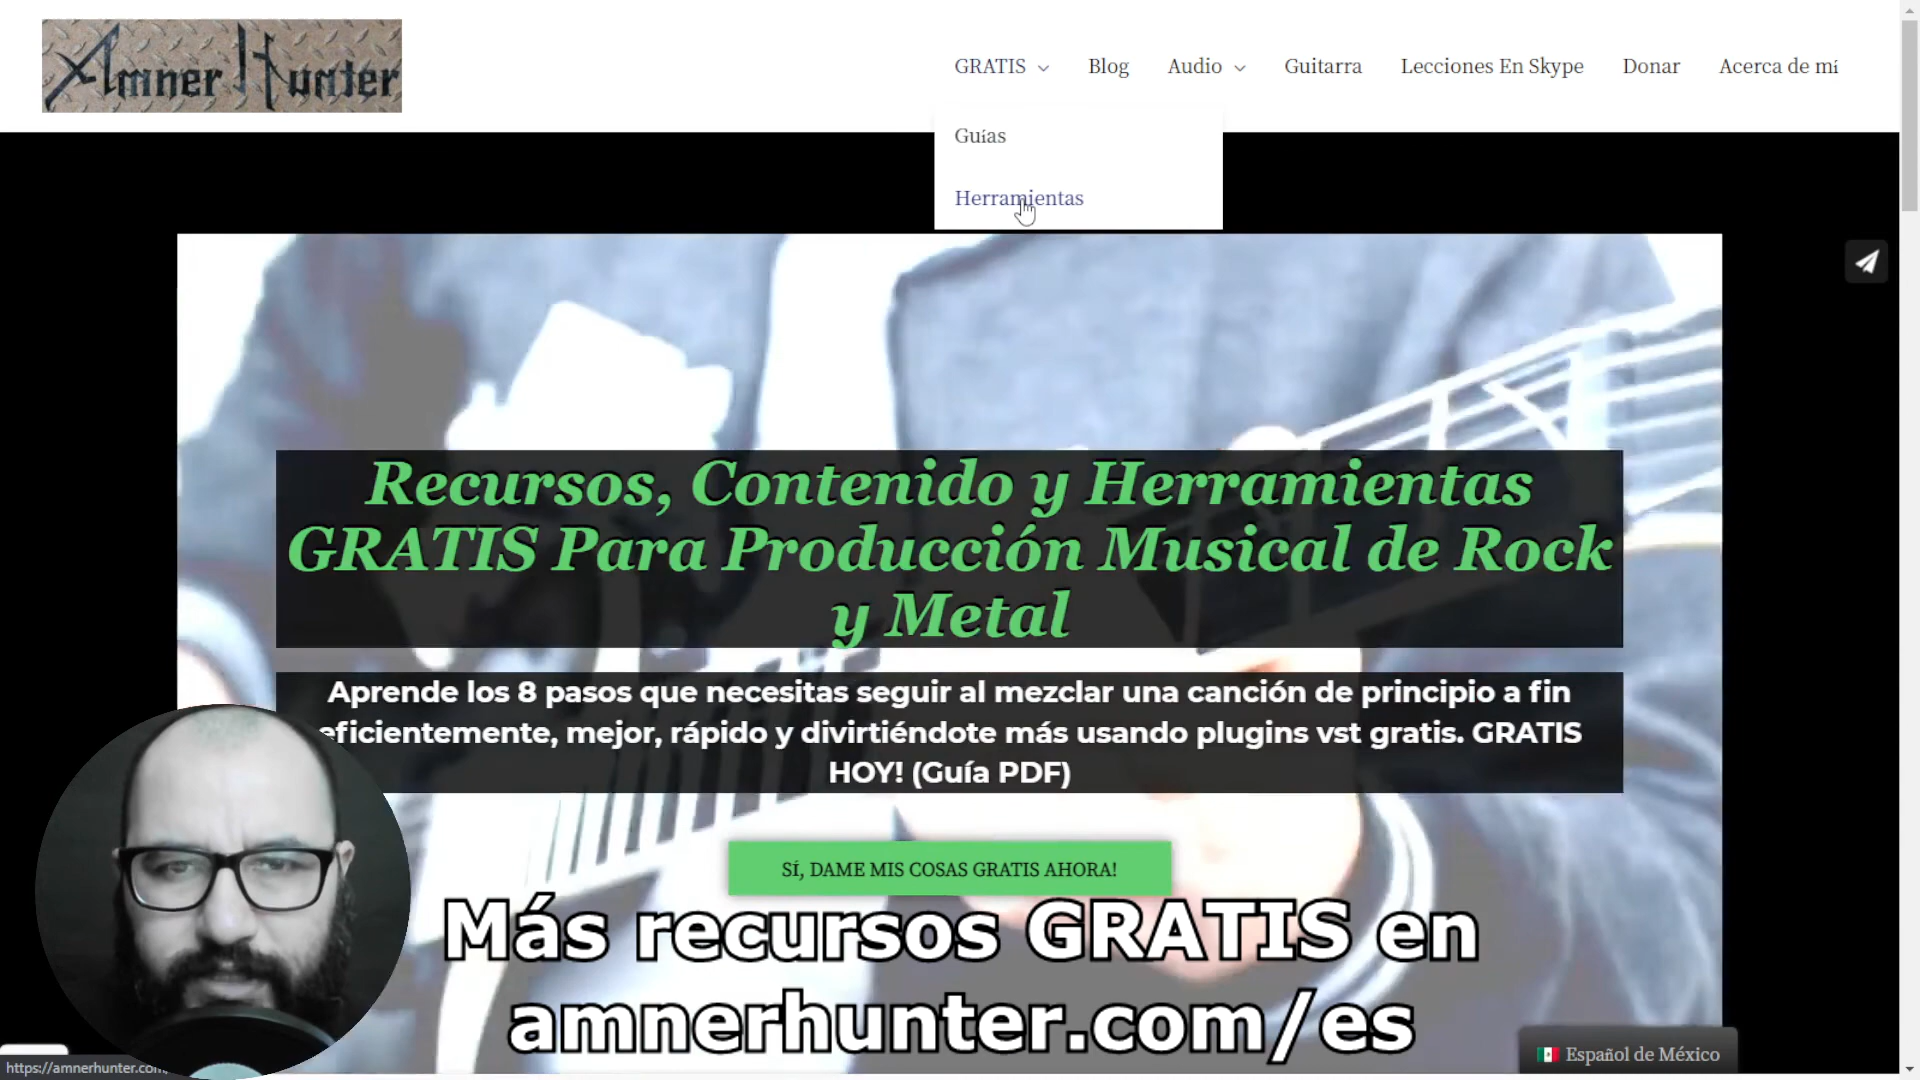 Amner Hunter
GRATIS Blog Audio Guitarra Lecciones En Skype Donar Acerca de mí
Guías
Herramientas
Recursos, Contenido y Herramientas
GRATIS Para Producción Musical de Rock
y Metal
Aprende los 8 pasos que necesitas seguir al mezclar una canción de principio a fin
eficientemente, mejor, rápido y divirtiéndote más usando plugins vst gratis. GRATIS
HOY! (Guía PDF)
SÍ, DAME MIS COSAS GRATIS AHORA!
Más recursos GRATIS en
amnerhunter.com/es
Español de México
https://amnerhunter.com